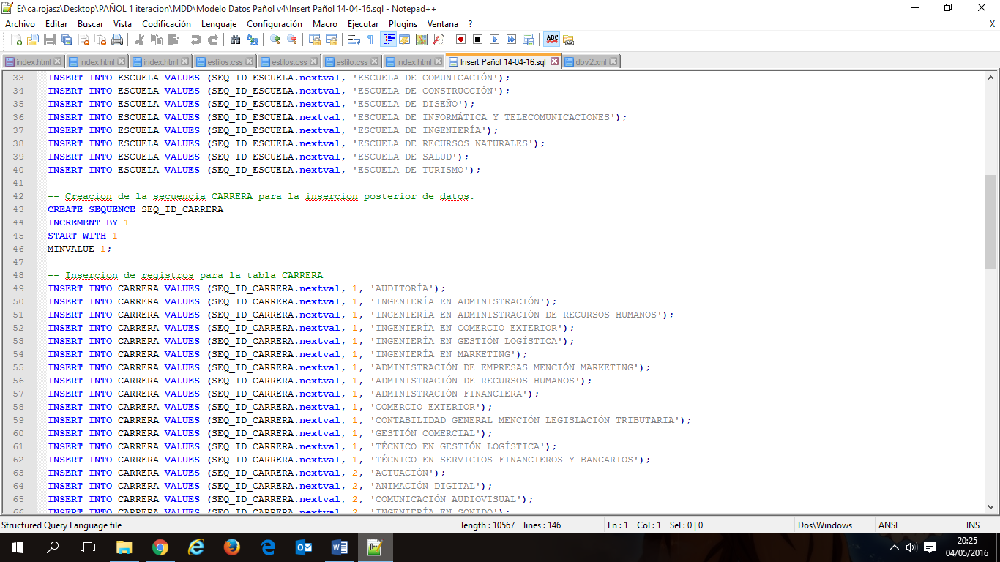 E:\ca.rojasz\Desktop\PAÑOL 1 iteracion\MDD\Modelo Datos Pañol v4\Insert Pañol 14-04-16.sql - Notepad++
Archivo Editar Buscar Vista Codificación Lenguaje Configuración Macro Ejecutar Plugins Ventana ? X
index.html index.html index.html estilos.css estilos.css estilo.css index.html Insert Pañol 14-04-16.sql dbv2.xml
33 INSERT INTO ESCUELA VALUES (SEQ_ID_ESCUELA.nextval, 'ESCUELA DE COMUNICACIÓN');
34 INSERT INTO ESCUELA VALUES (SEQ_ID_ESCUELA.nextval, 'ESCUELA DE CONSTRUCCIÓN');
35 INSERT INTO ESCUELA VALUES (SEQ_ID_ESCUELA.nextval, 'ESCUELA DE DISEÑO');
36 INSERT INTO ESCUELA VALUES (SEQ_ID_ESCUELA.nextval, 'ESCUELA DE INFORMÁTICA Y TELECOMUNICACIONES');
37 INSERT INTO ESCUELA VALUES (SEQ_ID_ESCUELA.nextval, 'ESCUELA DE INGENIERÍA');
38 INSERT INTO ESCUELA VALUES (SEQ_ID_ESCUELA.nextval, 'ESCUELA DE RECURSOS NATURALES');
39 INSERT INTO ESCUELA VALUES (SEQ_ID_ESCUELA.nextval, 'ESCUELA DE SALUD');
40 INSERT INTO ESCUELA VALUES (SEQ_ID_ESCUELA.nextval, 'ESCUELA DE TURISMO');
41
42 -- Creacion de la secuencia CARRERA para la insercion posterior de datos.
43 CREATE SEQUENCE SEQ_ID_CARRERA
44 INCREMENT BY 1
45 START WITH 1
46 MINVALUE 1;
47
48 -- Insercion de registros para la tabla CARRERA
49 INSERT INTO CARRERA VALUES (SEQ_ID_CARRERA.nextval, 1, 'AUDITORÍA');
50 INSERT INTO CARRERA VALUES (SEQ_ID_CARRERA.nextval, 1, 'INGENIERÍA EN ADMINISTRACIÓN');
51 INSERT INTO CARRERA VALUES (SEQ_ID_CARRERA.nextval, 1, 'INGENIERÍA EN ADMINISTRACIÓN DE RECURSOS HUMANOS');
52 INSERT INTO CARRERA VALUES (SEQ_ID_CARRERA.nextval, 1, 'INGENIERÍA EN COMERCIO EXTERIOR');
53 INSERT INTO CARRERA VALUES (SEQ_ID_CARRERA.nextval, 1, 'INGENIERÍA EN GESTIÓN LOGÍSTICA');
54 INSERT INTO CARRERA VALUES (SEQ_ID_CARRERA.nextval, 1, 'INGENIERÍA EN MARKETING');
55 INSERT INTO CARRERA VALUES (SEQ_ID_CARRERA.nextval, 1, 'ADMINISTRACIÓN DE EMPRESAS MENCIÓN MARKETING');
56 INSERT INTO CARRERA VALUES (SEQ_ID_CARRERA.nextval, 1, 'ADMINISTRACIÓN DE RECURSOS HUMANOS');
57 INSERT INTO CARRERA VALUES (SEQ_ID_CARRERA.nextval, 1, 'ADMINISTRACIÓN FINANCIERA');
58 INSERT INTO CARRERA VALUES (SEQ_ID_CARRERA.nextval, 1, 'COMERCIO EXTERIOR');
59 INSERT INTO CARRERA VALUES (SEQ_ID_CARRERA.nextval, 1, 'CONTABILIDAD GENERAL MENCIÓN LEGISLACIÓN TRIBUTARIA');
60 INSERT INTO CARRERA VALUES (SEQ_ID_CARRERA.nextval, 1, 'GESTIÓN COMERCIAL');
61 INSERT INTO CARRERA VALUES (SEQ_ID_CARRERA.nextval, 1, 'TÉCNICO EN GESTIÓN LOGÍSTICA');
62 INSERT INTO CARRERA VALUES (SEQ_ID_CARRERA.nextval, 1, 'TÉCNICO EN SERVICIOS FINANCIEROS Y BANCARIOS');
63 INSERT INTO CARRERA VALUES (SEQ_ID_CARRERA.nextval, 2, 'ACTUACIÓN');
64 INSERT INTO CARRERA VALUES (SEQ_ID_CARRERA.nextval, 2, 'ANIMACIÓN DIGITAL');
65 INSERT INTO CARRERA VALUES (SEQ_ID_CARRERA.nextval, 2, 'COMUNICACIÓN AUDIOVISUAL');
66 INSERT INTO CARRERA VALUES (SEQ_ID_CARRERA.nextval, 2, 'INGENIERÍA EN SONIDO');
Structured Query Language file length : 10567 lines : 146 Ln : 1 Col : 1 Sel : 0 | 0 Dos\Windows ANSI INS
20:25
04/05/2016